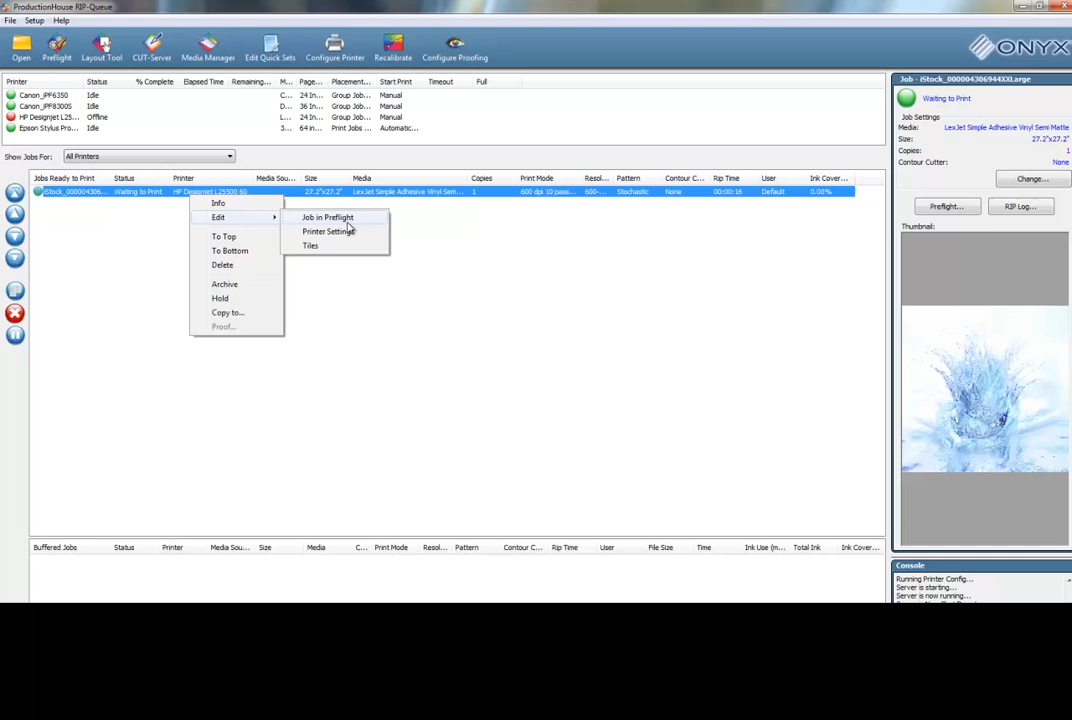 ProductionHouse RIP-Queue
File Setup Help
Open Preflight Layout Tool CUT-Server Media Manager Edit Quick Sets Configure Printer Recalibrate Configure Proofing
ONYX
Printer Status % Complete Elapsed Time Remaining... M... Page... Placement... Start Print Timeout Full
Canon_iPF6350 Idle C... 24 In... Group Job... Manual
Canon_iPF8300S Idle D... 36 In... Group Job... Manual
HP Designjet L25... Offline L... 24 In... Group Job... Manual
Epson Stylus Pro... Idle 3... 64 in... Print Jobs ... Automatic...
Show Jobs For: All Printers
Jobs Ready to Print Status Printer Media Sou... Size Media Copies Print Mode Resol... Pattern Contour C... Rip Time User Ink Cover...
iStock_000004306... Waiting to Print HP Designjet L25500 60 27.2"x27.2" LexJet Simple Adhesive Vinyl Sem... 1 600 dpi 10 pass... 600-... Stochastic None 00:00:16 Default 0.00%
Info
Edit
To Top
To Bottom
Delete
Archive
Hold
Copy to...
Proof...
Job in Preflight
Printer Settings
Tiles
Buffered Jobs Status Printer Media Sou... Size Media C... Print Mode Resol... Pattern Contour C... Rip Time User File Size Time Ink Use (m... Total Ink Ink Cover...
Job - iStock_000004306944XXLarge
Waiting to Print
Job Settings
Media: LexJet Simple Adhesive Vinyl Semi Matte
Size: 27.2"x27.2"
Copies: 1
Contour Cutter: None
Change...
Preflight... RIP Log...
Thumbnail:
Console
Running Printer Config...
Server is starting...
Server is now running...